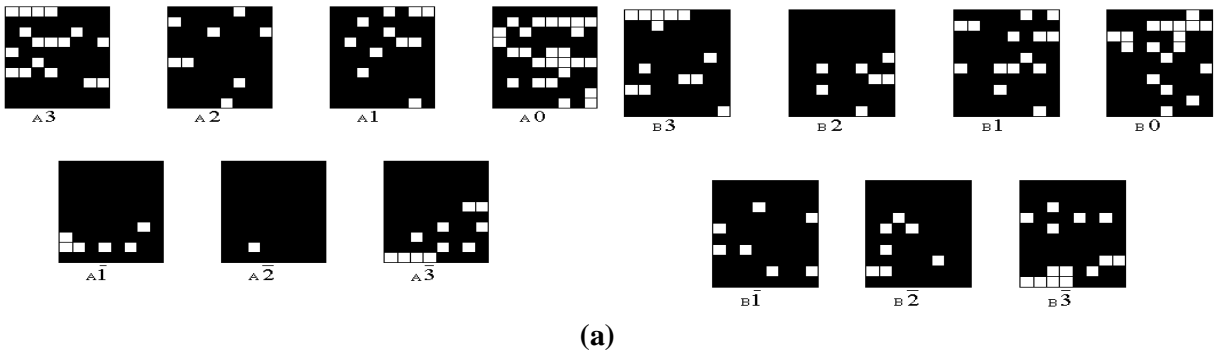 A3 A2 A1 A0 B3 B2 B1 B0
A1̅ A2̅ A3̅ B1̅ B2̅ B3̅
(a)